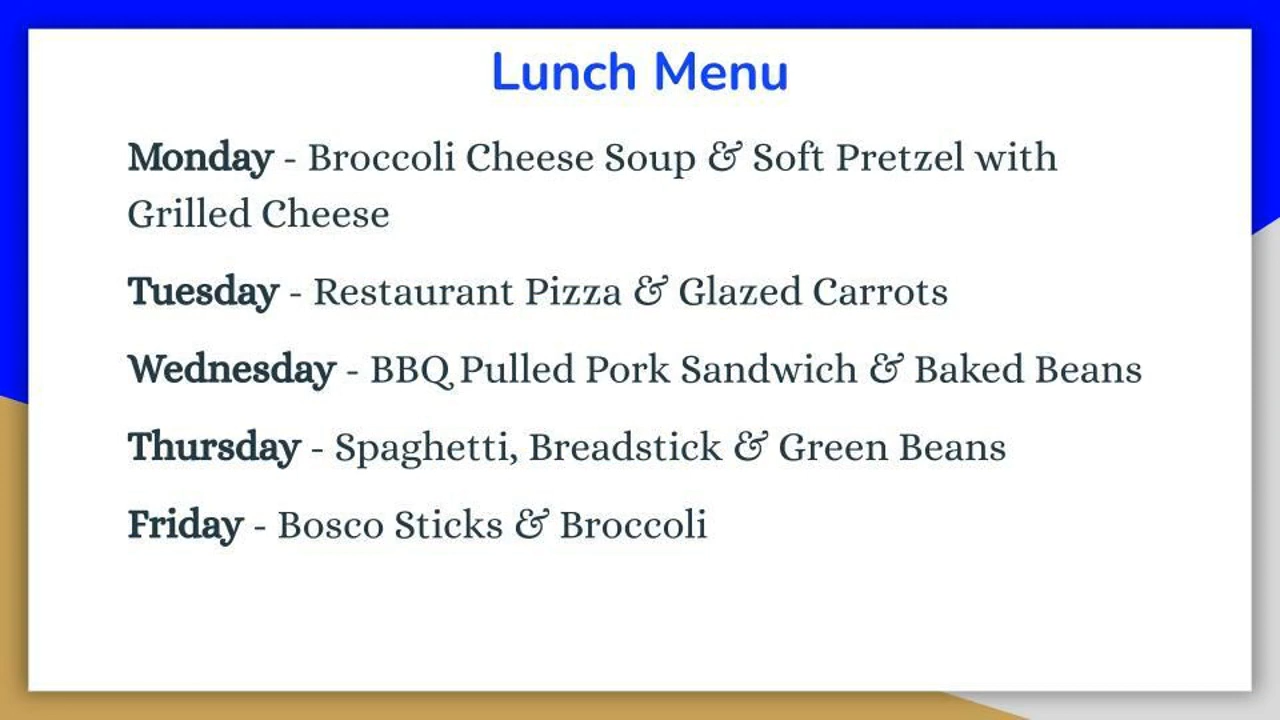 Lunch Menu
Monday - Broccoli Cheese Soup & Soft Pretzel with
Grilled Cheese
Tuesday - Restaurant Pizza & Glazed Carrots
Wednesday - BBQ Pulled Pork Sandwich & Baked Beans
Thursday - Spaghetti, Breadstick & Green Beans
Friday - Bosco Sticks & Broccoli